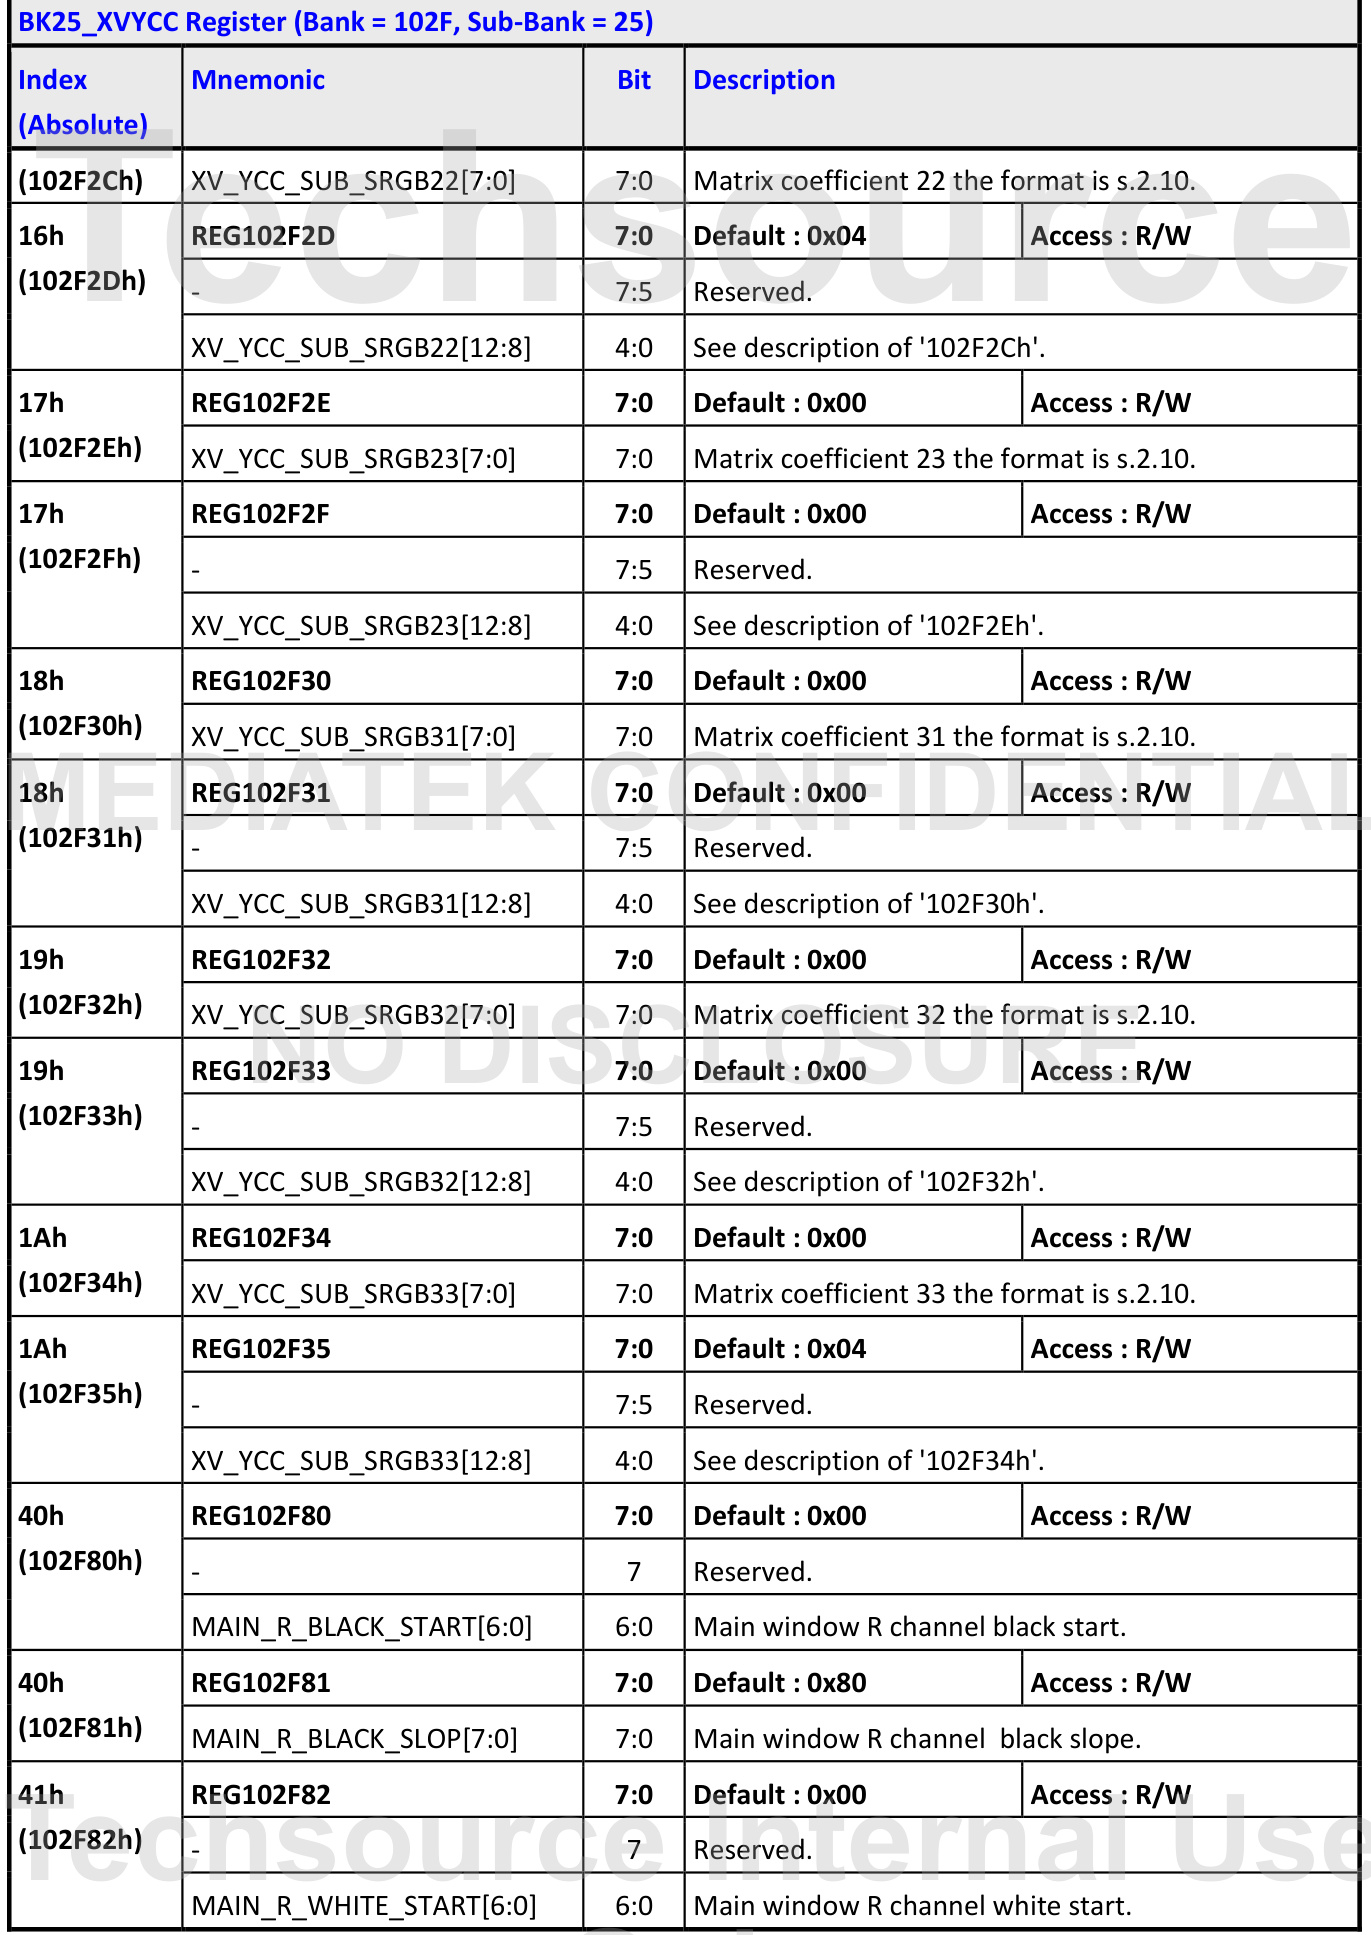 BK25_XVYCC Register (Bank = 102F, Sub-Bank = 25)
Index (Absolute) Mnemonic Bit Description
(102F2Ch) XV_YCC_SUB_SRGB22[7:0] 7:0 Matrix coefficient 22 the format is s.2.10.
16h (102F2Dh) REG102F2D 7:0 Default : 0x04 Access : R/W
- 7:5 Reserved.
XV_YCC_SUB_SRGB22[12:8] 4:0 See description of '102F2Ch'.
17h (102F2Eh) REG102F2E 7:0 Default : 0x00 Access : R/W
XV_YCC_SUB_SRGB23[7:0] 7:0 Matrix coefficient 23 the format is s.2.10.
17h (102F2Fh) REG102F2F 7:0 Default : 0x00 Access : R/W
- 7:5 Reserved.
XV_YCC_SUB_SRGB23[12:8] 4:0 See description of '102F2Eh'.
18h (102F30h) REG102F30 7:0 Default : 0x00 Access : R/W
XV_YCC_SUB_SRGB31[7:0] 7:0 Matrix coefficient 31 the format is s.2.10.
18h (102F31h) REG102F31 7:0 Default : 0x00 Access : R/W
- 7:5 Reserved.
XV_YCC_SUB_SRGB31[12:8] 4:0 See description of '102F30h'.
19h (102F32h) REG102F32 7:0 Default : 0x00 Access : R/W
XV_YCC_SUB_SRGB32[7:0] 7:0 Matrix coefficient 32 the format is s.2.10.
19h (102F33h) REG102F33 7:0 Default : 0x00 Access : R/W
- 7:5 Reserved.
XV_YCC_SUB_SRGB32[12:8] 4:0 See description of '102F32h'.
1Ah (102F34h) REG102F34 7:0 Default : 0x00 Access : R/W
XV_YCC_SUB_SRGB33[7:0] 7:0 Matrix coefficient 33 the format is s.2.10.
1Ah (102F35h) REG102F35 7:0 Default : 0x04 Access : R/W
- 7:5 Reserved.
XV_YCC_SUB_SRGB33[12:8] 4:0 See description of '102F34h'.
40h (102F80h) REG102F80 7:0 Default : 0x00 Access : R/W
- 7 Reserved.
MAIN_R_BLACK_START[6:0] 6:0 Main window R channel black start.
40h (102F81h) REG102F81 7:0 Default : 0x80 Access : R/W
MAIN_R_BLACK_SLOP[7:0] 7:0 Main window R channel  black slope.
41h (102F82h) REG102F82 7:0 Default : 0x00 Access : R/W
- 7 Reserved.
MAIN_R_WHITE_START[6:0] 6:0 Main window R channel white start.
Techsource
MEDIATEK CONFIDENTIAL
NO DISCLOSURE
Techsource Internal Use